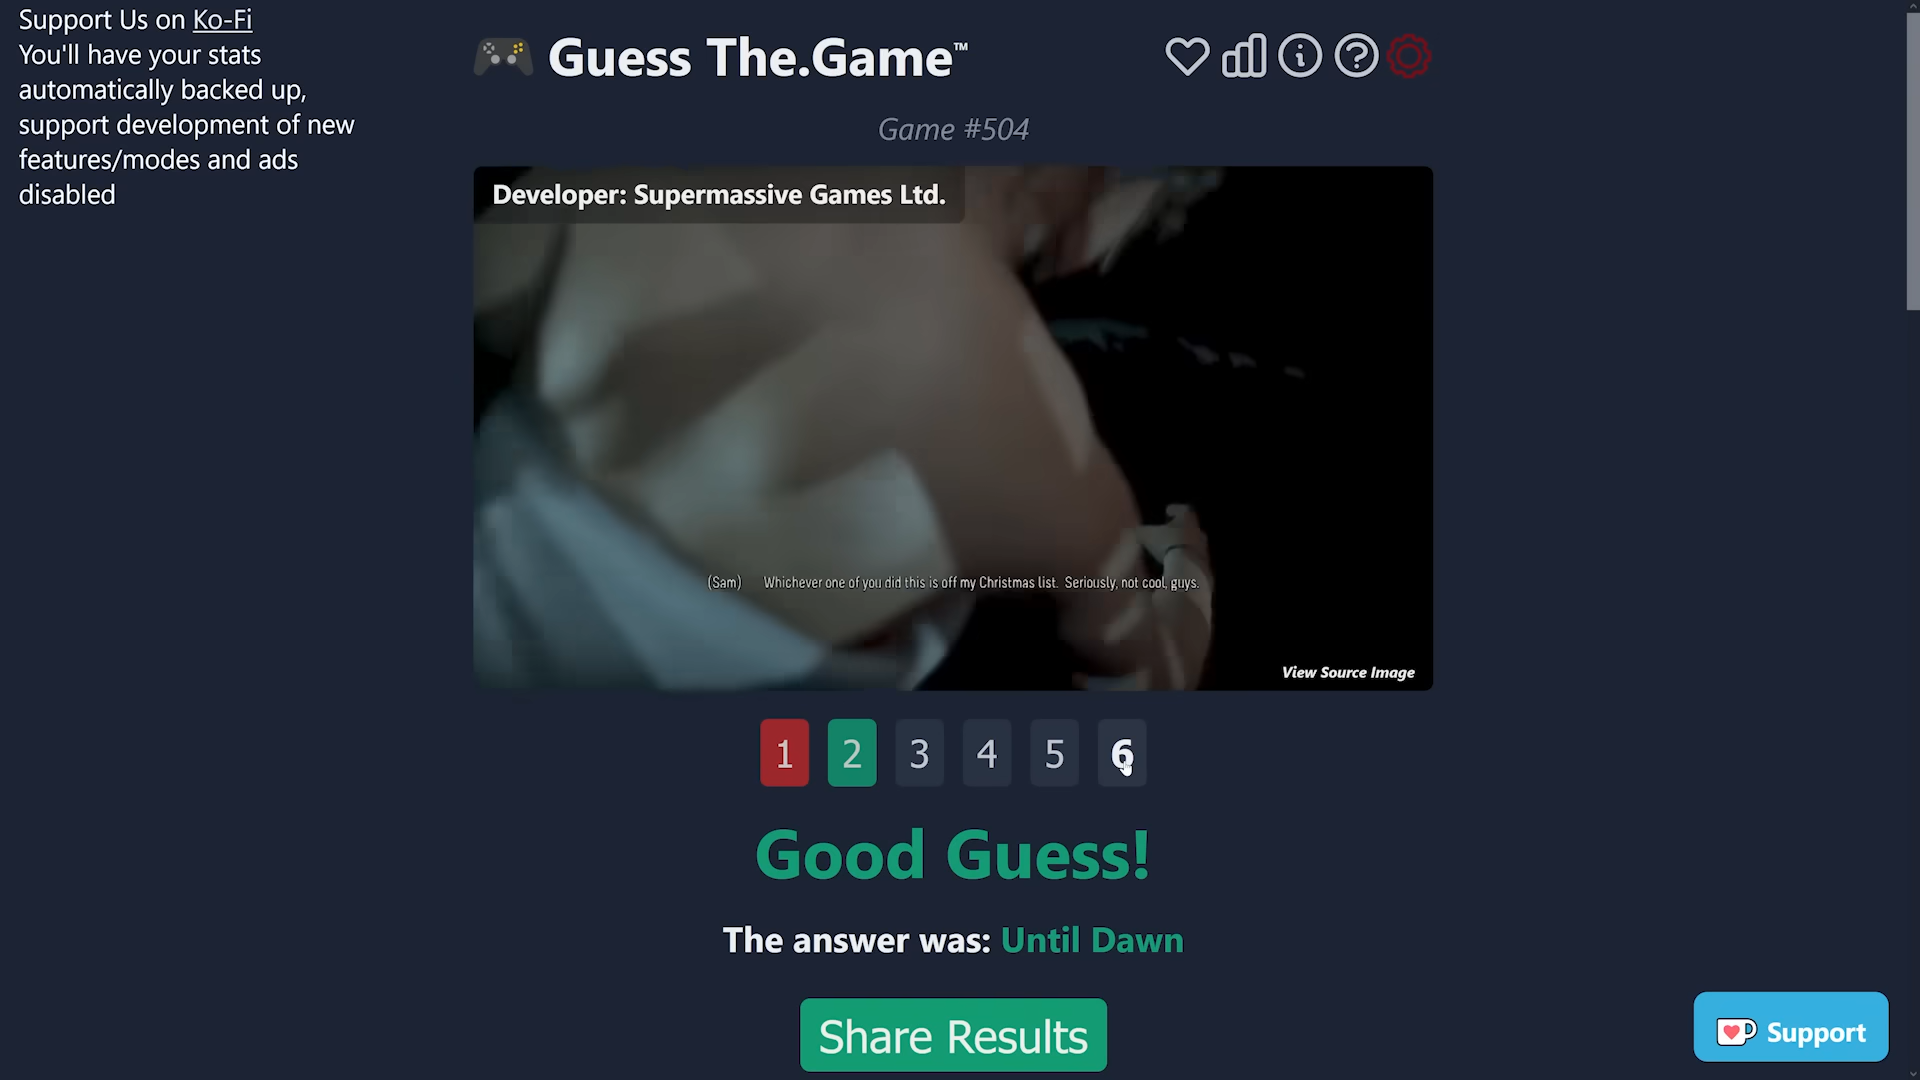 Support Us on Ko-Fi
You'll have your stats
automatically backed up,
support development of new
features/modes and ads
disabled
Guess The.Game™
Game #504
Developer: Supermassive Games Ltd.
(Sam) Whichever one of you did this is off my Christmas list. Seriously, not cool, guys.
View Source Image
1 2 3 4 5 6
Good Guess!
The answer was: Until Dawn
Share Results
Support